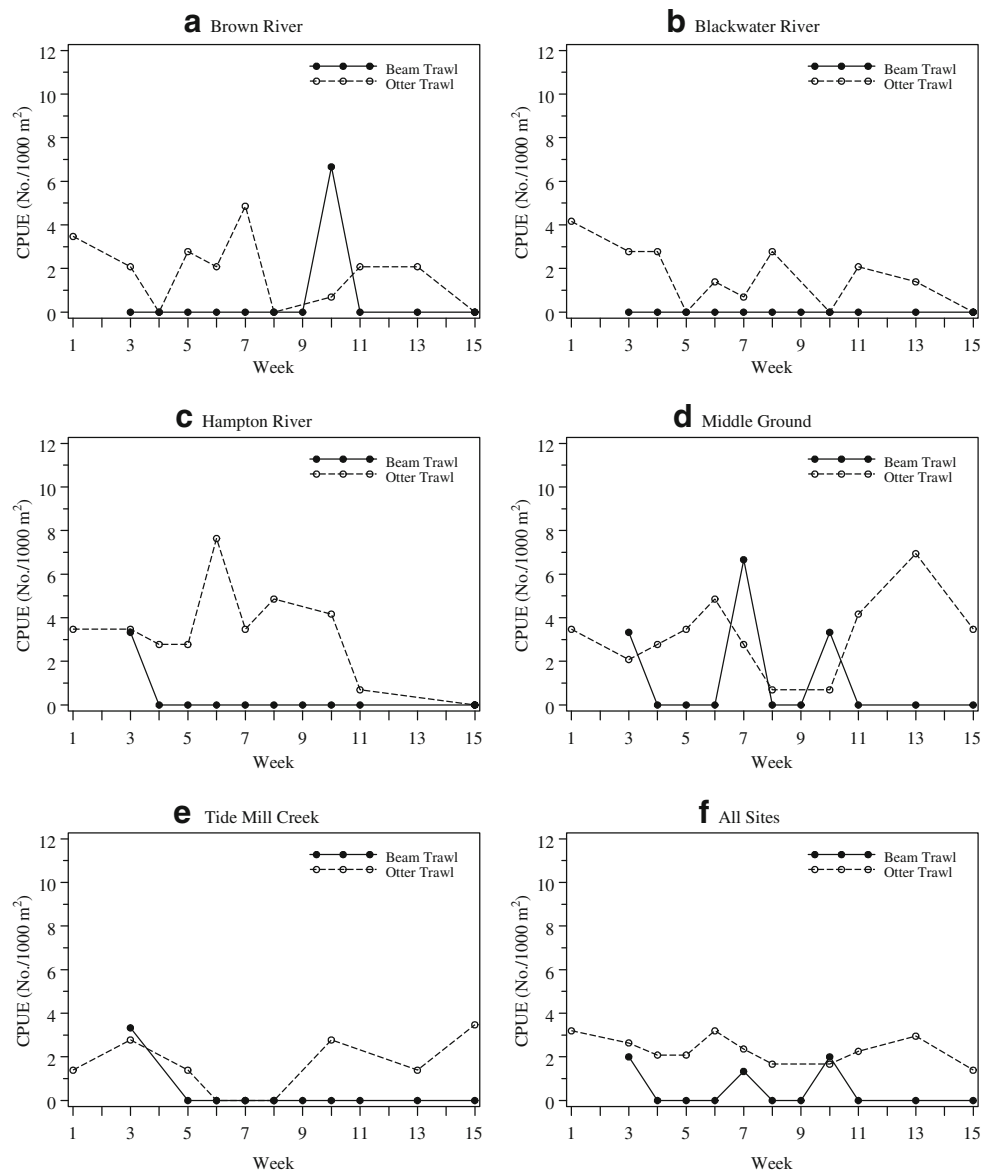 a Brown River
12
10
8
6
4
2
0
CPUE (No./1000 m²)
Beam Trawl
Otter Trawl
1 3 5 7 9 11 15
Week
b Blackwater River
12
10
8
6
4
2
0
CPUE (No./1000 m²)
Beam Trawl
Otter Trawl
1 3 5 7 9 11 13 15
Week
c Hampton River
12
10
8
6
4
2
0
CPUE (No./1000 m²)
Beam Trawl
Otter Trawl
1 3 5 7 9 11 13 15
Week
d Middle Ground
12
10
8
6
4
2
0
CPUE (No./1000 m²)
Beam Trawl
Otter Trawl
1 3 5 7 9 11 13 15
Week
e Tide Mill Creek
12
10
8
6
4
2
0
CPUE (No./1000 m²)
Beam Trawl
Otter Trawl
1 3 5 7 9 11 13 15
Week
f All Sites
12
10
8
6
4
2
0
CPUE (No./1000 m²)
Beam Trawl
Otter Trawl
1 3 5 7 9 11 13 15
Week